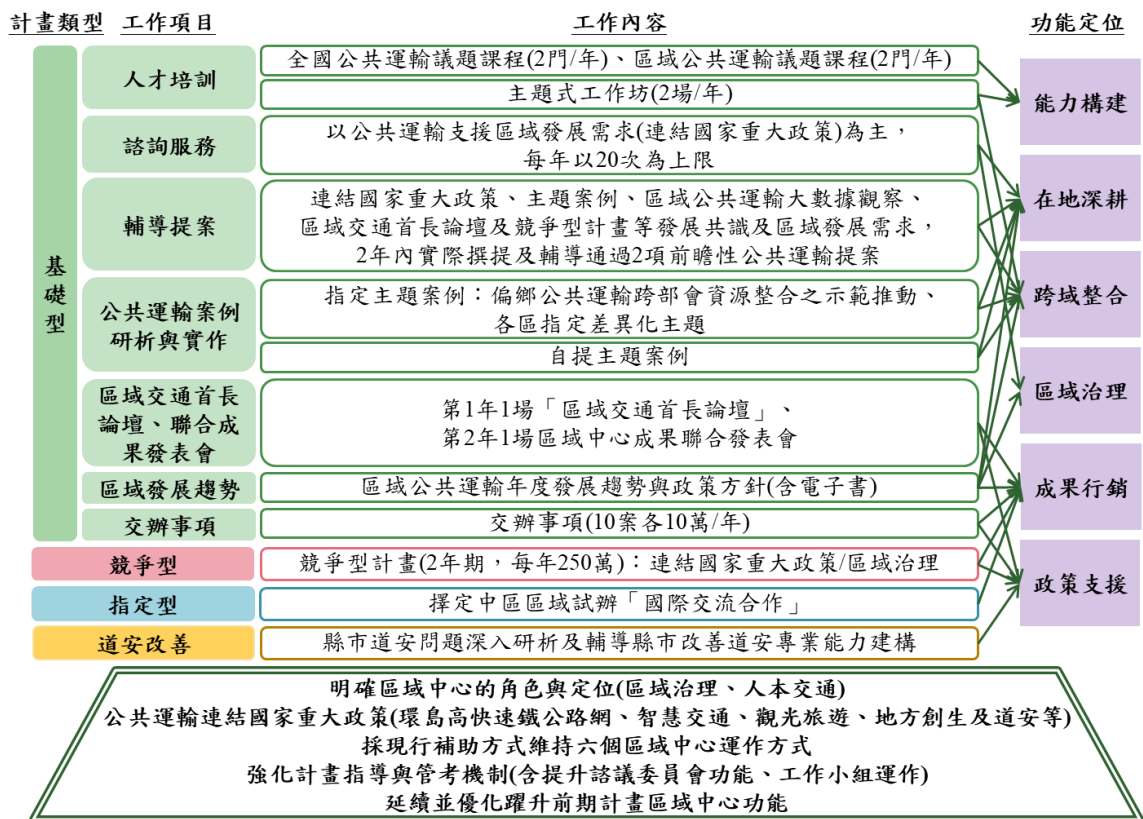 計畫類型 工作項目 工作內容 功能定位
基礎型
人才培訓
全國公共運輸議題課程(2門/年)、區域公共運輸議題課程(2門/年)
主題式工作坊(2場/年)
諮詢服務
以公共運輸支援區域發展需求(連結國家重大政策)為主，
每年以20次為上限
輔導提案
連結國家重大政策、主題案例、區域公共運輸大數據觀察、
區域交通首長論壇及競爭型計畫等發展共識及區域發展需求，
2年內實際撰提及輔導通過2項前瞻性公共運輸提案
公共運輸案例
研析與實作
指定主題案例：偏鄉公共運輸跨部會資源整合之示範推動、
各區指定差異化主題
自提主題案例
區域交通首長
論壇、聯合成
果發表會
第1年1場「區域交通首長論壇」、
第2年1場區域中心成果聯合發表會
區域發展趨勢
區域公共運輸年度發展趨勢與政策方針(含電子書)
交辦事項
交辦事項(10案各10萬/年)
競爭型
競爭型計畫(2年期，每年250萬)：連結國家重大政策/區域治理
指定型
擇定中區區域試辦「國際交流合作」
道安改善
縣市道安問題深入研析及輔導縣市改善道安專業能力建構
能力構建
在地深耕
跨域整合
區域治理
成果行銷
政策支援
明確區域中心的角色與定位(區域治理、人本交通)
公共運輸連結國家重大政策(環島高快速鐵公路網、智慧交通、觀光旅遊、地方創生及道安等)
採現行補助方式維持六個區域中心運作方式
強化計畫指導與管考機制(含提升諮議委員會功能、工作小組運作)
延續並優化躍升前期計畫區域中心功能